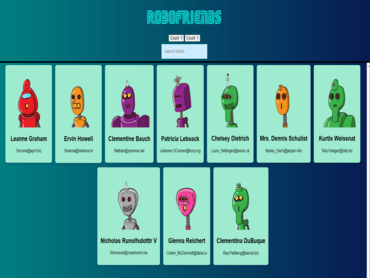 ROBOFRIENDS
Count: 1 Count: 1
search robots
Leanne Graham
Sincere@april.biz
Ervin Howell
Shanna@melissa.tv
Clementine Bauch
Nathan@yesenia.net
Patricia Lebsack
Julianne.OConner@kory.org
Chelsey Dietrich
Lucio_Hettinger@annie.ca
Mrs. Dennis Schulist
Karley_Dach@jasper.info
Kurtis Weissnat
Telly.Hoeger@billy.biz
Nicholas Runolfsdottir V
Sherwood@rosamond.me
Glenna Reichert
Chaim_McDermott@dana.io
Clementina DuBuque
Rey.Padberg@karina.biz